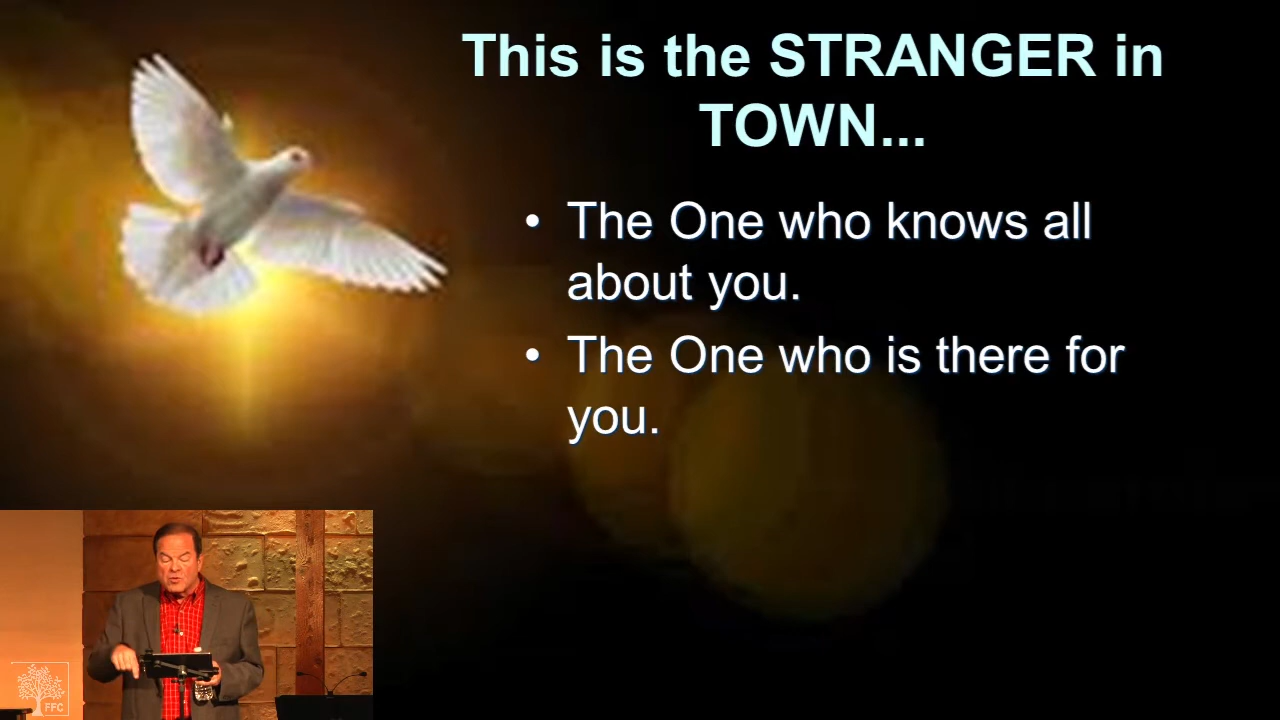 This is the STRANGER in
TOWN...
• The One who knows all
about you.
• The One who is there for
you.
FFC